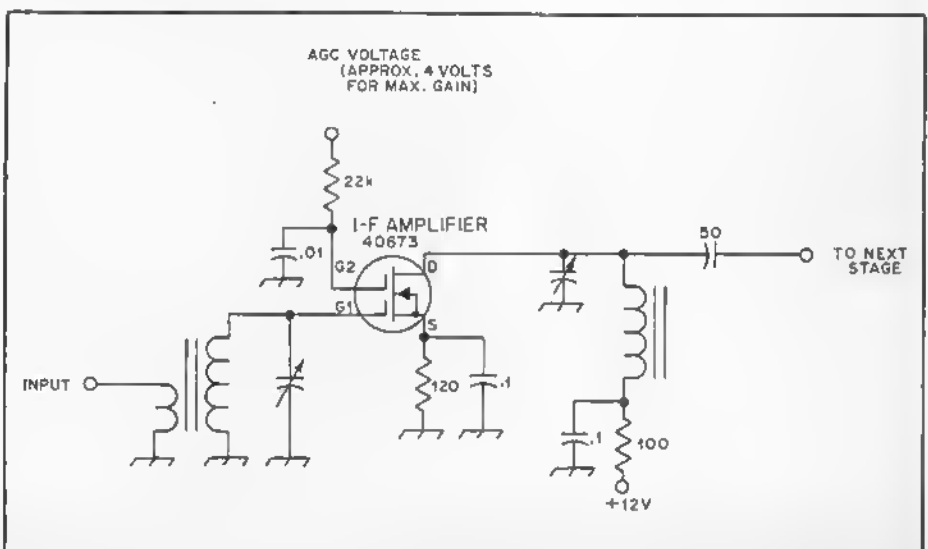 AGC VOLTAGE
(APPROX. 4 VOLTS
FOR MAX. GAIN)
22k
I-F AMPLIFIER
40673
.01
G2
D
G1
S
50
TO NEXT
STAGE
INPUT
120
.1
.1
100
+12V